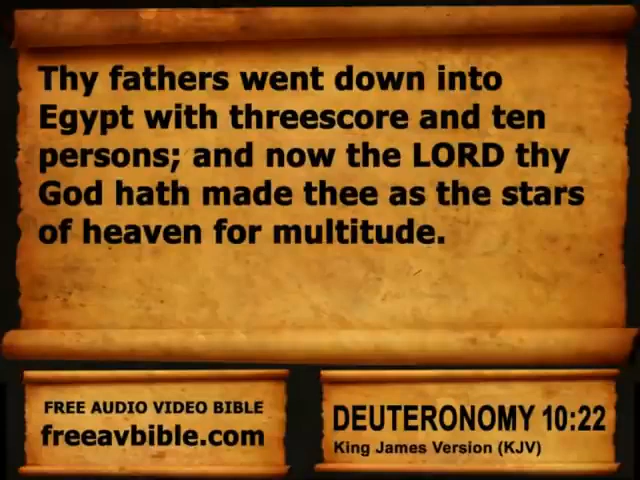 Thy fathers went down into
Egypt with threescore and ten
persons; and now the LORD thy
God hath made thee as the stars
of heaven for multitude.
FREE AUDIO VIDEO BIBLE
freeavbible.com
DEUTERONOMY 10:22
King James Version (KJV)